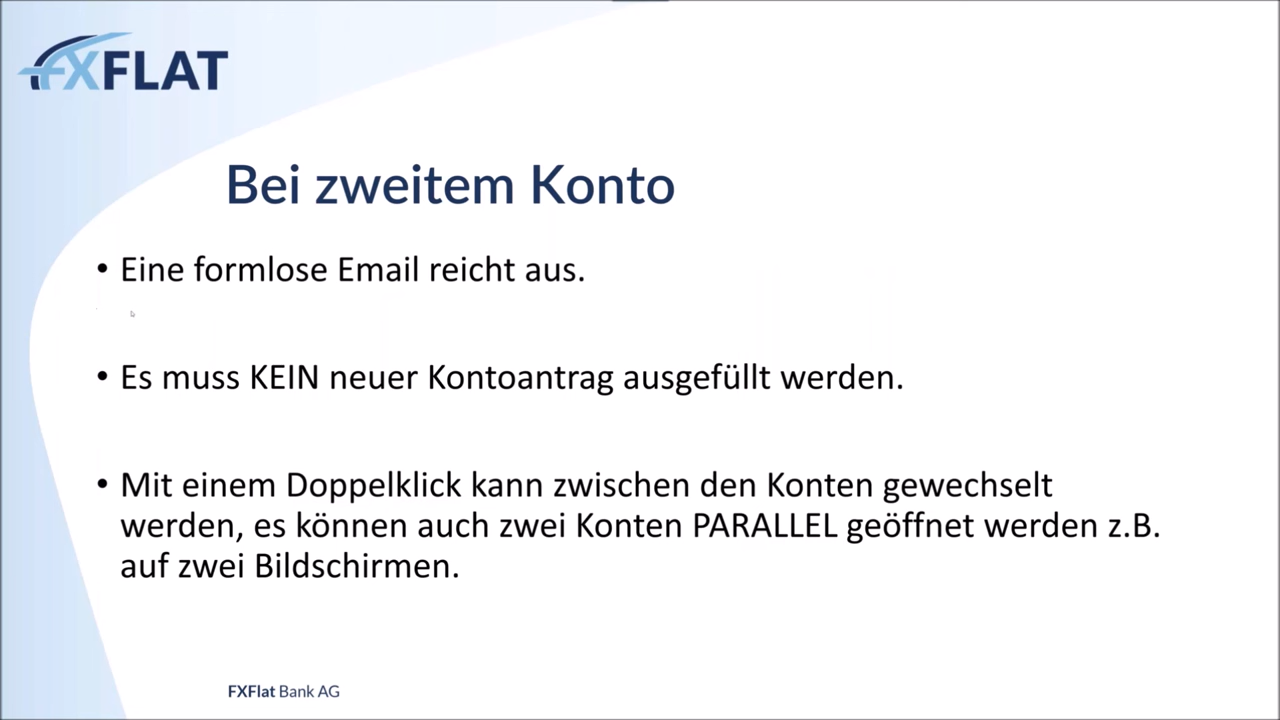 FXFLAT
Bei zweitem Konto
• Eine formlose Email reicht aus.
• Es muss KEIN neuer Kontoantrag ausgefüllt werden.
• Mit einem Doppelklick kann zwischen den Konten gewechselt
werden, es können auch zwei Konten PARALLEL geöffnet werden z.B.
auf zwei Bildschirmen.
FXFlat Bank AG